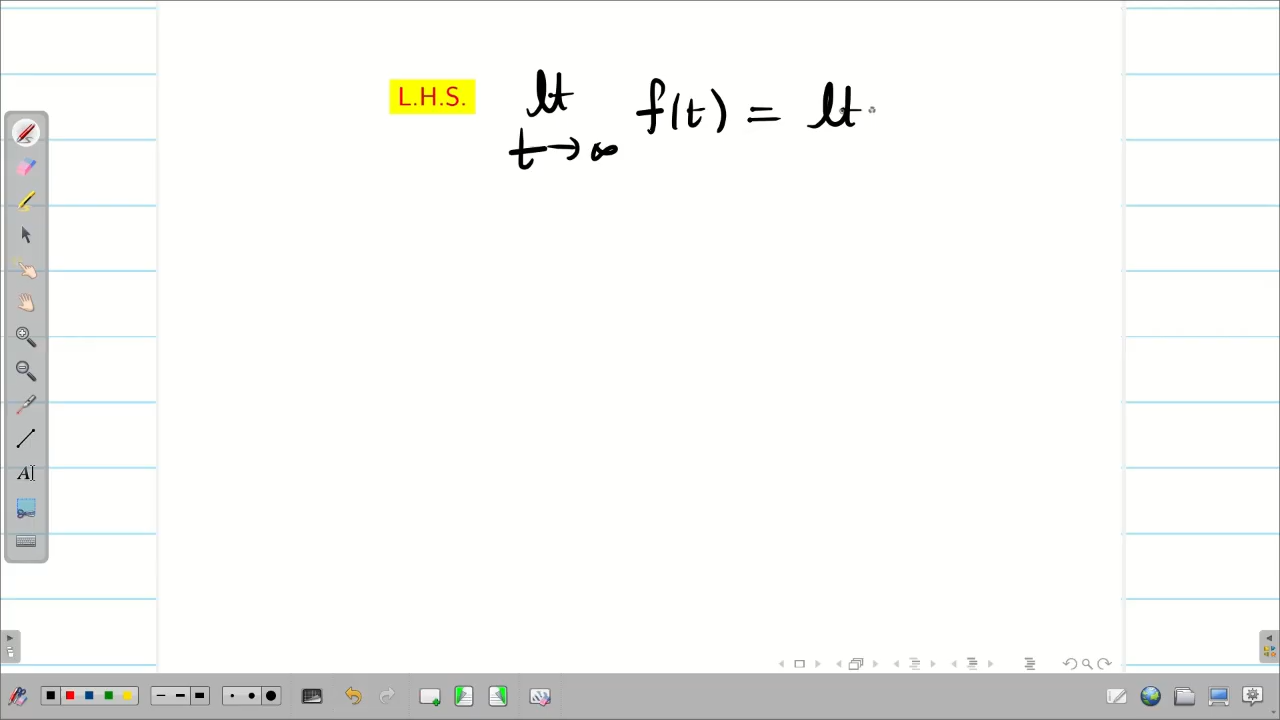 L.H.S. lt f(t) = lt
t→∞